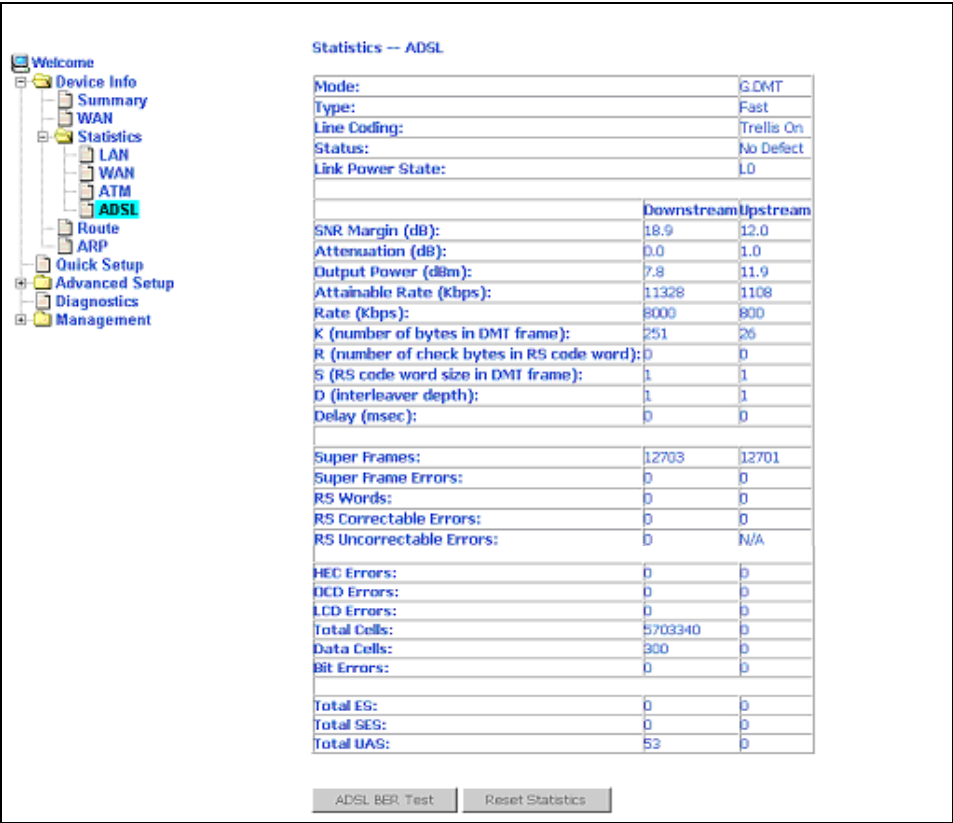 Welcome
Device Info
Summary
WAN
Statistics
LAN
WAN
ATM
ADSL
Route
ARP
Quick Setup
Advanced Setup
Diagnostics
Management
Statistics -- ADSL
Mode: G.DMT
Type: Fast
Line Coding: Trellis On
Status: No Defect
Link Power State: L0
Downstream Upstream
SNR Margin (dB): 18.9 12.0
Attenuation (dB): 0.0 1.0
Output Power (dBm): 7.8 11.9
Attainable Rate (Kbps): 11328 1108
Rate (Kbps): 8000 800
K (number of bytes in DMT frame): 251 26
R (number of check bytes in RS code word): 0 0
S (RS code word size in DMT frame): 1 1
D (interleaver depth): 1 1
Delay (msec): 0 0
Super Frames: 12703 12701
Super Frame Errors: 0 0
RS Words: 0 0
RS Correctable Errors: 0 0
RS Uncorrectable Errors: 0 N/A
HEC Errors: 0 0
OCD Errors: 0 0
LCD Errors: 0 0
Total Cells: 5703340 0
Data Cells: 300 0
Bit Errors: 0 0
Total ES: 0 0
Total SES: 0 0
Total UAS: 53 0
ADSL BER Test Reset Statistics